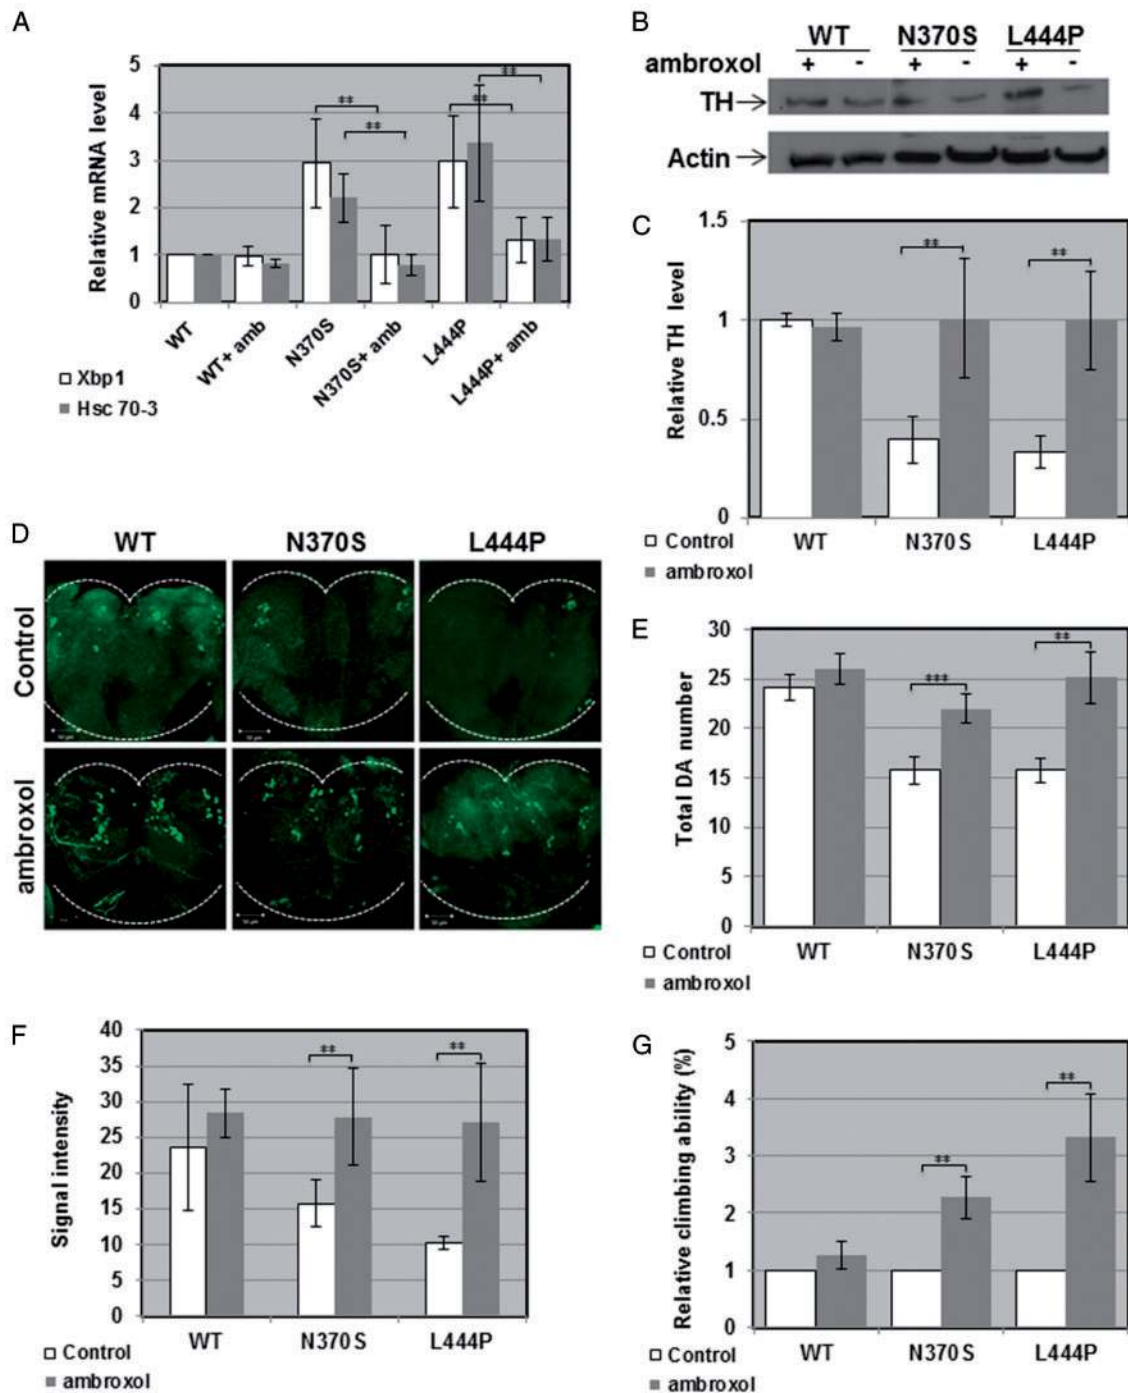 A
5
4
3
2
1
0
Relative mRNA level
** ** ** **
WT WT+ amb N370S N370S+ amb L444P L444P+ amb
Xbp1
Hsc 70-3
B
WT N370S L444P
ambroxol + - + - + -
TH
Actin
C
1.5
1
0.5
0
Relative TH level
** **
WT N370S L444P
Control
ambroxol
D
WT N370S L444P
Control
ambroxol
E
30
25
20
15
10
5
0
Total DA number
*** **
WT N370S L444P
Control
ambroxol
F
40
35
30
25
20
15
10
5
0
Signal intensity
** **
WT N370S L444P
Control
ambroxol
G
5
4
3
2
1
0
Relative climbing ability (%)
** **
WT N370S L444P
Control
ambroxol